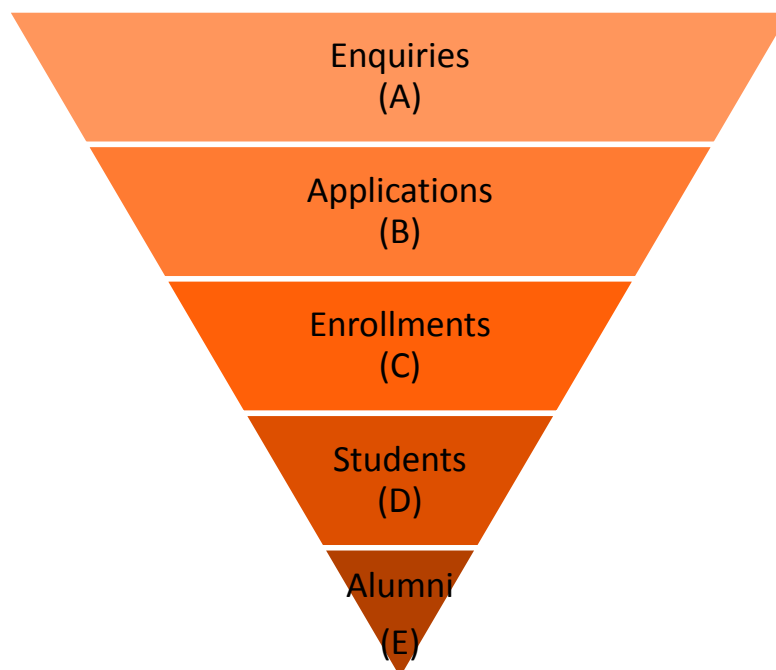 Enquiries
(A)
Applications
(B)
Enrollments
(C)
Students
(D)
Alumni
(E)